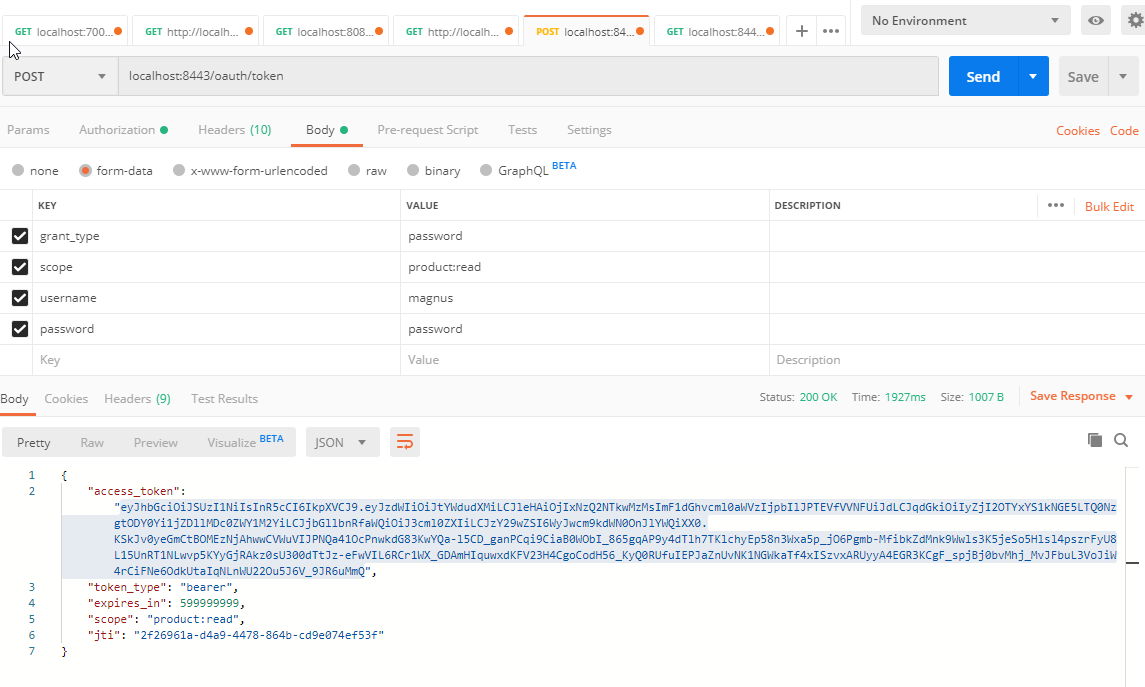 GET localhost:700...
GET http://localh...
GET localhost:808...
GET http://localh...
POST localhost:84...
GET localhost:844...
No Environment
POST localhost:8443/oauth/token Send Save
Params Authorization Headers (10) Body Pre-request Script Tests Settings Cookies Code
none form-data x-www-form-urlencoded raw binary GraphQL BETA
KEY VALUE DESCRIPTION ••• Bulk Edit
grant_type password
scope product:read
username magnus
password password
Key Value Description
Body Cookies Headers (9) Test Results Status: 200 OK Time: 1927ms Size: 1007 B Save Response
Pretty Raw Preview Visualize BETA JSON
1 {
2 "access_token":
"eyJhbGciOiJSUzI1NiIsInR5cCI6IkpXVCJ9.
3 "token_type": "bearer",
4 "expires_in": 599999999,
5 "scope": "product:read",
6 "jti": "2f26961a-d4a9-4478-864b-cd9e074ef53f"
7 }